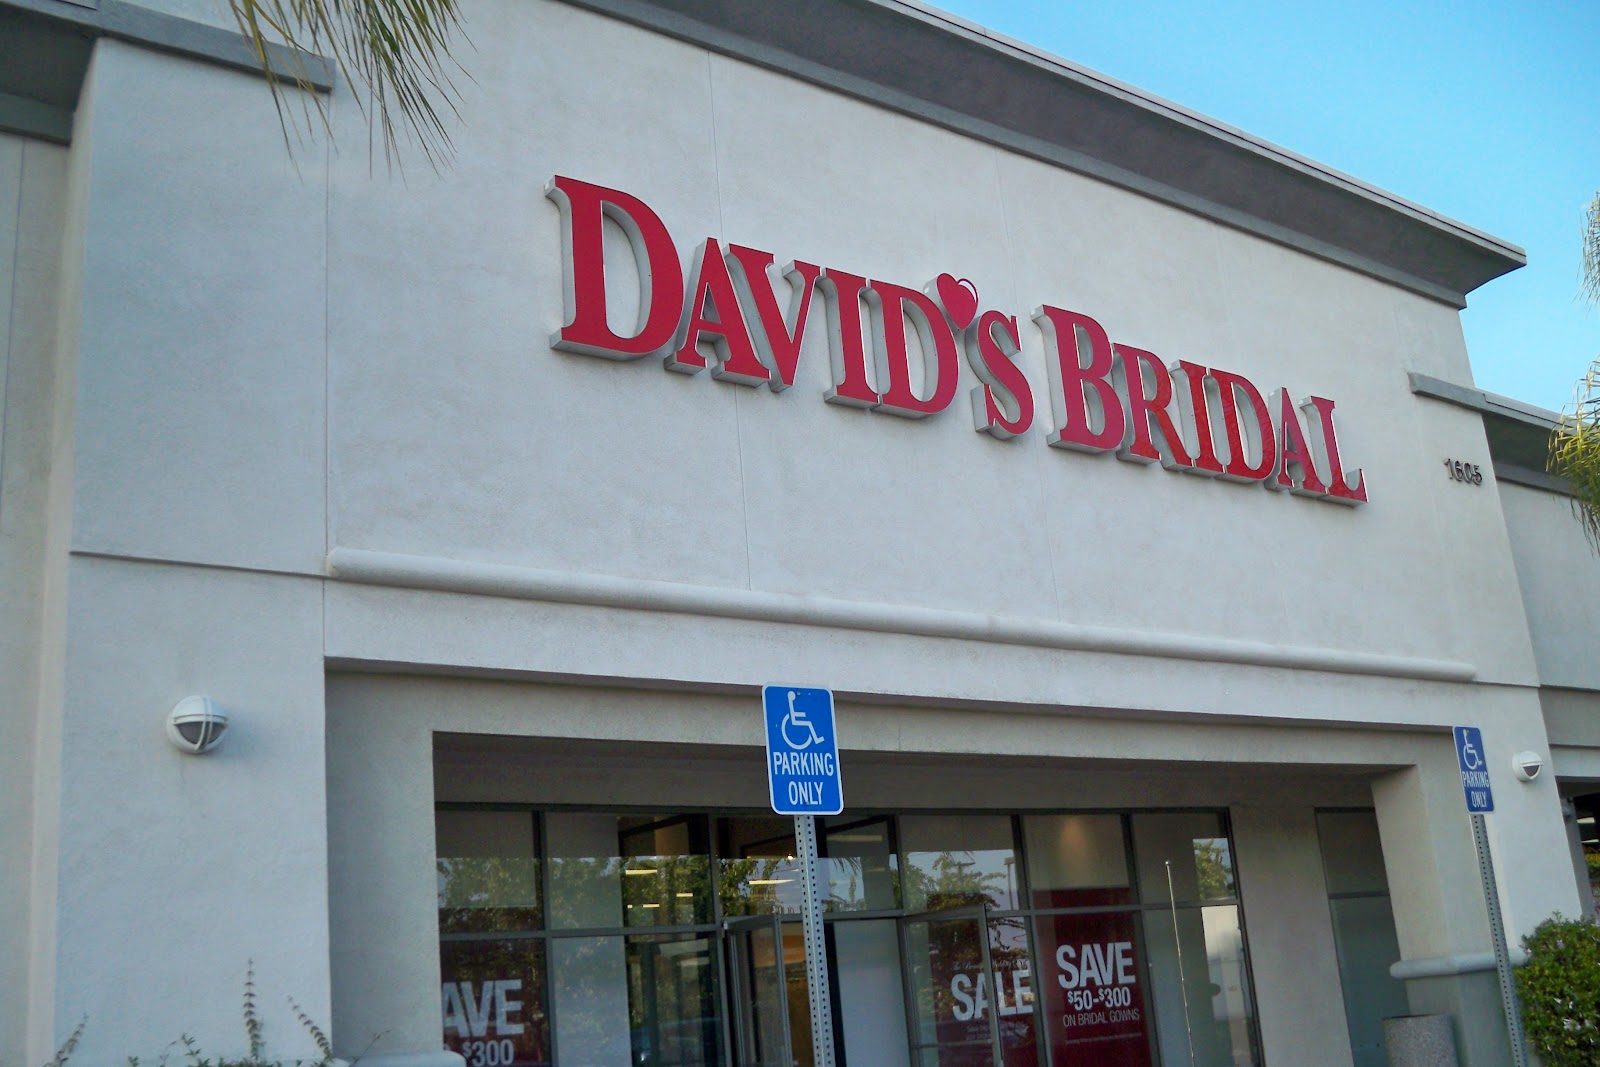 DAVID'S BRIDAL
1605
PARKING
ONLY
PARKING
ONLY
AVE
$300
SALE
SAVE
$50-$300
ON BRIDAL GOWNS